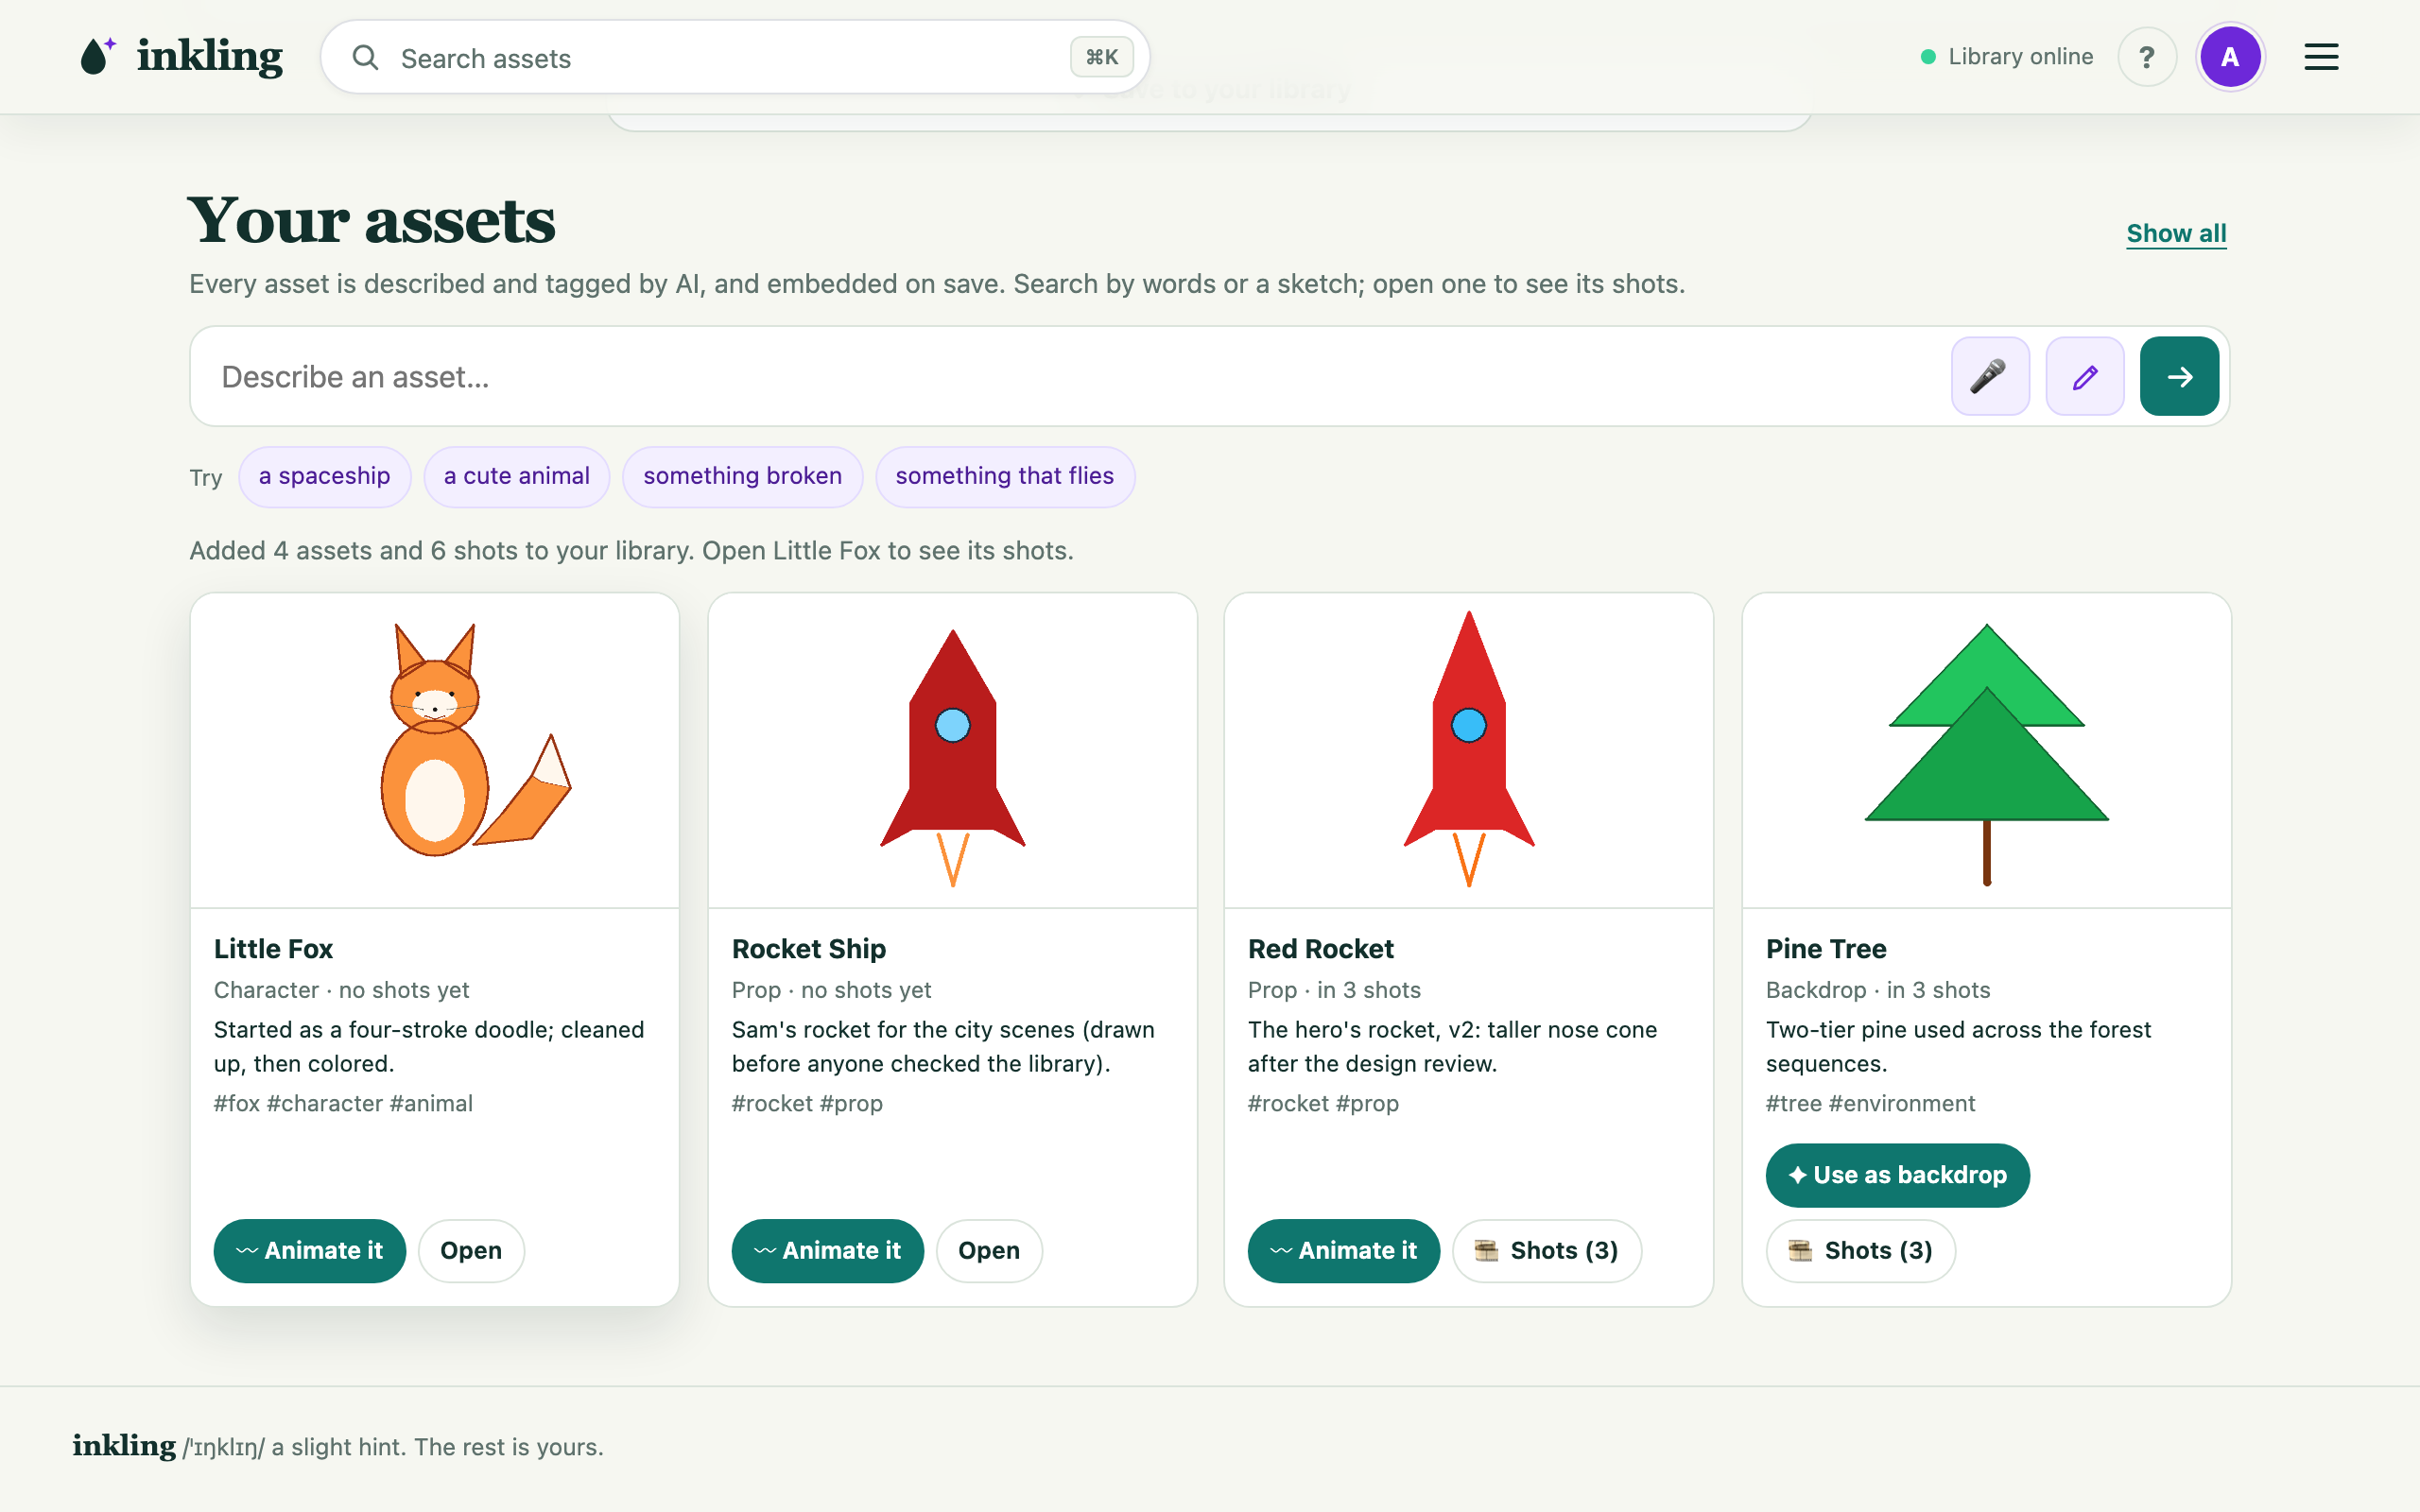 inkling
Search assets
⌘K
Library online
?
A
Save to your library
Your assets
Show all
Every asset is described and tagged by AI, and embedded on save. Search by words or a sketch; open one to see its shots.
Describe an asset...
Try
a spaceship
a cute animal
something broken
something that flies
Added 4 assets and 6 shots to your library. Open Little Fox to see its shots.
Little Fox
Character · no shots yet
Started as a four-stroke doodle; cleaned
up, then colored.
#fox #character #animal
Animate it
Open
Rocket Ship
Prop · no shots yet
Sam's rocket for the city scenes (drawn
before anyone checked the library).
#rocket #prop
Animate it
Open
Red Rocket
Prop · in 3 shots
The hero's rocket, v2: taller nose cone
after the design review.
#rocket #prop
Animate it
Shots (3)
Pine Tree
Backdrop · in 3 shots
Two-tier pine used across the forest
sequences.
#tree #environment
✦ Use as backdrop
Shots (3)
inkling /ˈɪŋklɪŋ/ a slight hint. The rest is yours.